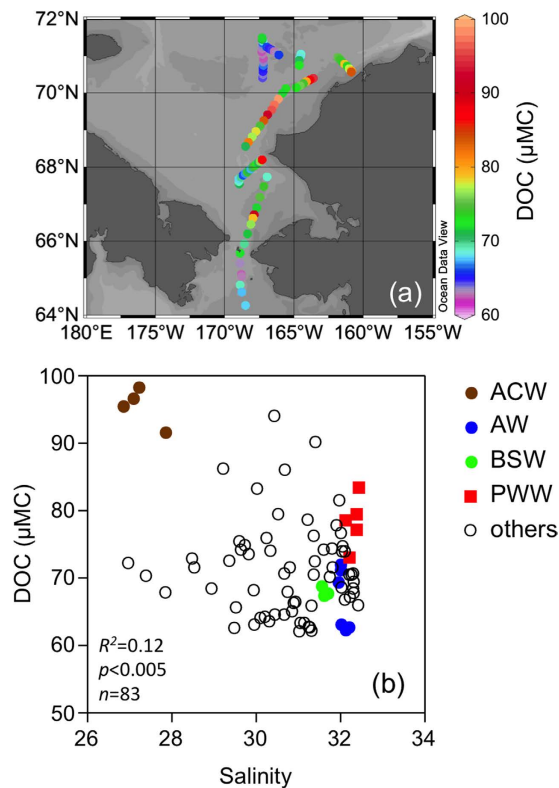 72°N
70°N
68°N
66°N
64°N
180°E
175°W
170°W
165°W
160°W
155°W
(a)
Ocean Data View
100
90
80
70
60
DOC (μMC)
100
90
80
70
60
50
DOC (μMC)
26
28
30
32
34
Salinity
R²=0.12
p<0.005
n=83
(b)
ACW
AW
BSW
PWW
others